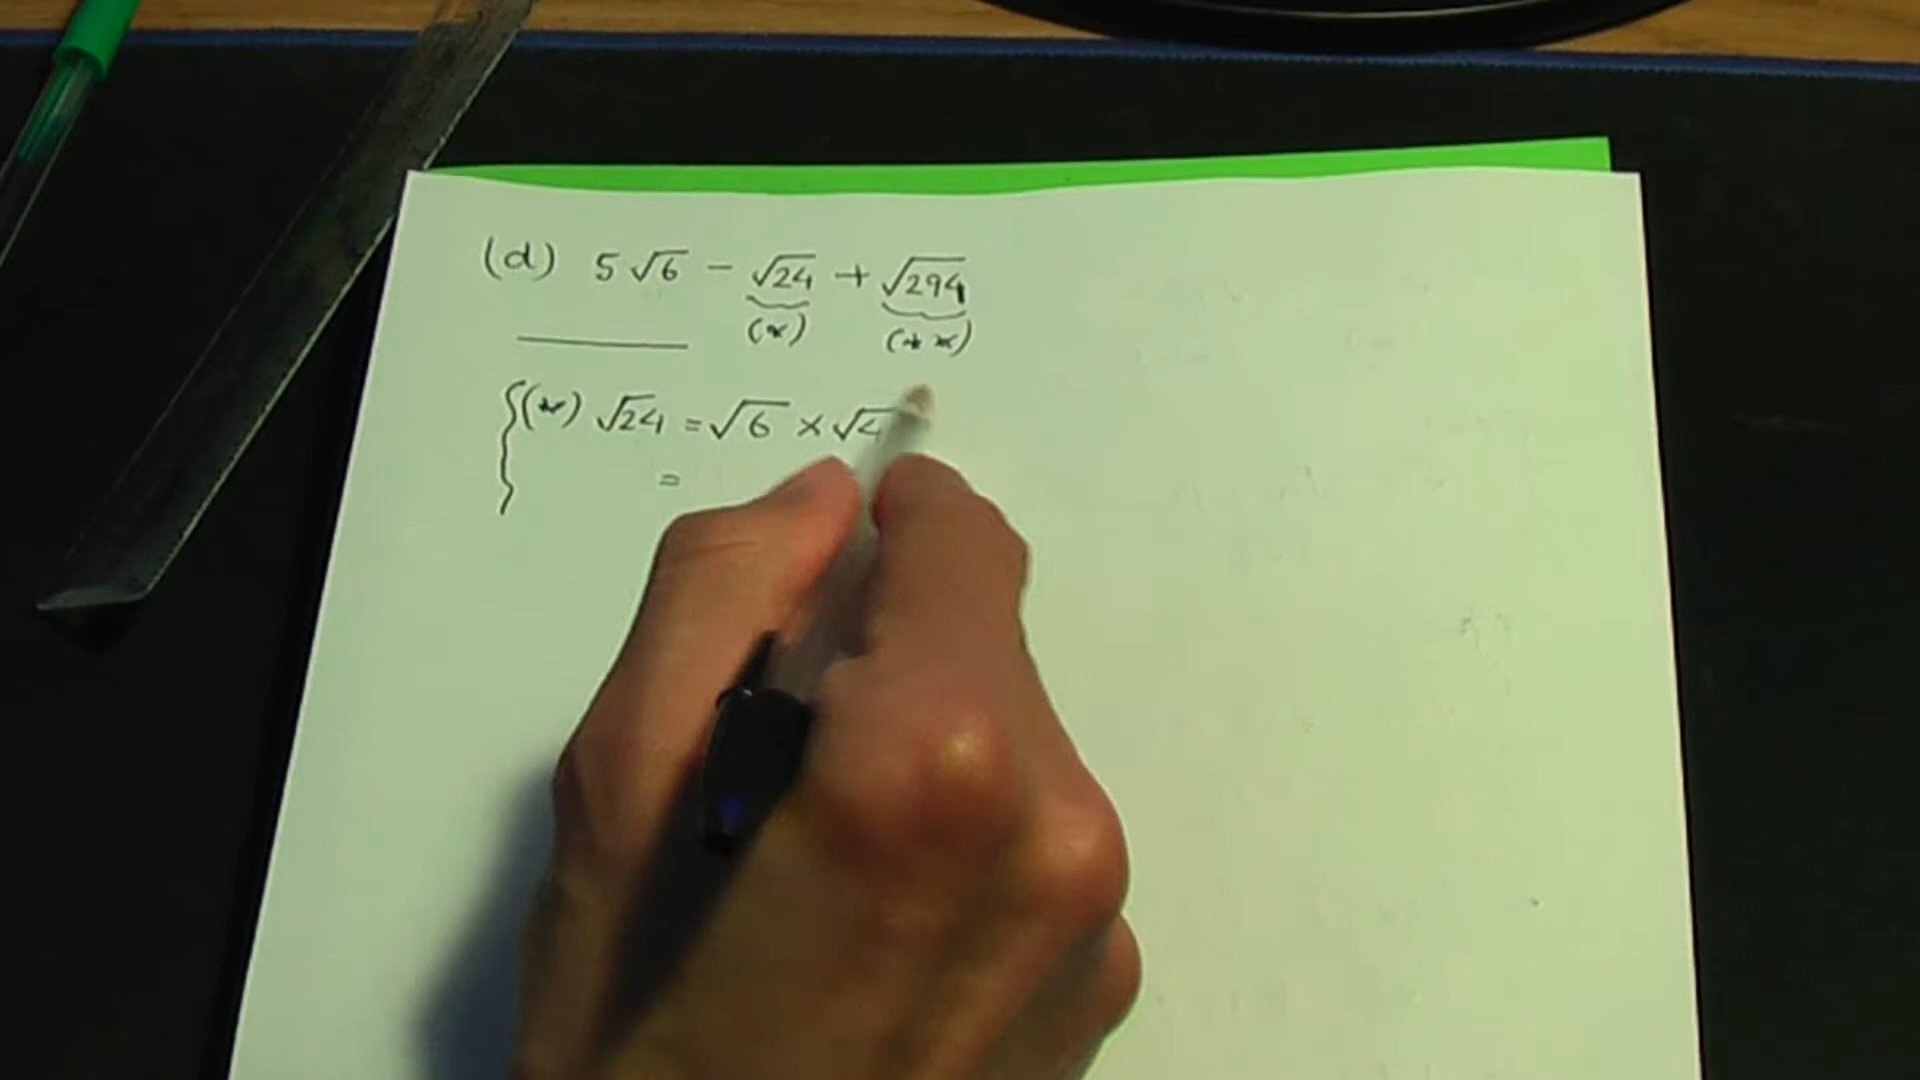 (d) 5√6 − √24 + √294
(*) (**)
(*) √24 = √6 × √4
=